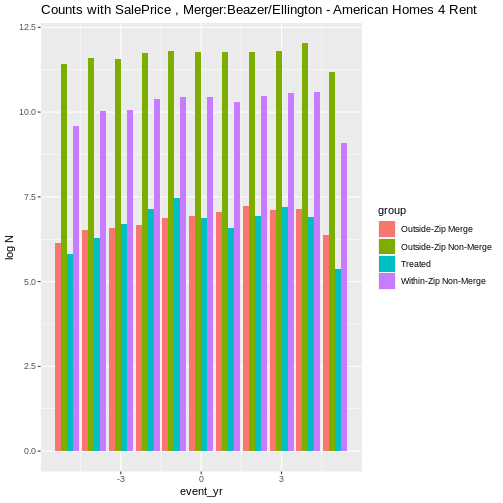 Counts with SalePrice , Merger:Beazer/Ellington - American Homes 4 Rent
12.5
10.0
7.5
5.0
2.5
0.0
log N
-3
0
3
event_yr
group
Outside-Zip Merge
Outside-Zip Non-Merge
Treated
Within-Zip Non-Merge